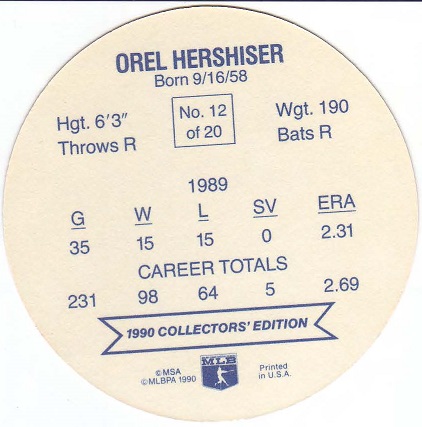 OREL HERSHISER
Born 9/16/58
Hgt. 6'3"
Throws R
No. 12
of 20
Wgt. 190
Bats R
1989
G W L SV ERA
35 15 15 0 2.31
CAREER TOTALS
231 98 64 5 2.69
1990 COLLECTORS' EDITION
©MSA
©MLBPA 1990
MLB
Printed
in U.S.A.